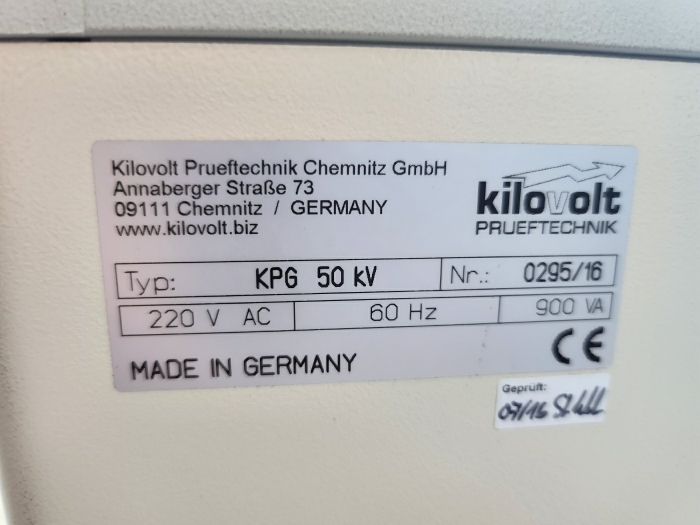 Kilovolt Prueftechnik Chemnitz GmbH
Annaberger Straße 73
09111 Chemnitz / GERMANY
www.kilovolt.biz
kilovolt
PRUEFTECHNIK
Typ: KPG 50 kV Nr.: 0295/16
220 V AC 60 Hz 900 VA
MADE IN GERMANY CE
Geprüft:
07/16